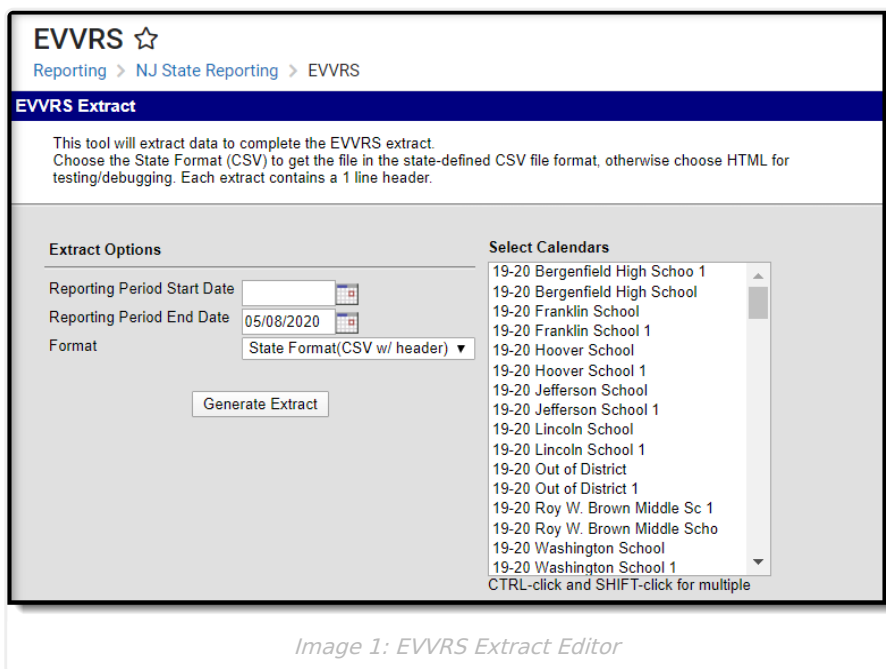 EVVRS
Reporting > NJ State Reporting > EVVRS
EVVRS Extract
This tool will extract data to complete the EVVRS extract.
Choose the State Format (CSV) to get the file in the state-defined CSV file format, otherwise choose HTML for
testing/debugging. Each extract contains a 1 line header.
Extract Options
Reporting Period Start Date
Reporting Period End Date 05/08/2020
Format State Format(CSV w/ header)
Generate Extract
Select Calendars
19-20 Bergenfield High Schoo 1
19-20 Bergenfield High School
19-20 Franklin School
19-20 Franklin School 1
19-20 Hoover School
19-20 Hoover School 1
19-20 Jefferson School
19-20 Jefferson School 1
19-20 Lincoln School
19-20 Lincoln School 1
19-20 Out of District
19-20 Out of District 1
19-20 Roy W. Brown Middle Sc 1
19-20 Roy W. Brown Middle Scho
19-20 Washington School
19-20 Washington School 1
CTRL-click and SHIFT-click for multiple
Image 1: EVVRS Extract Editor